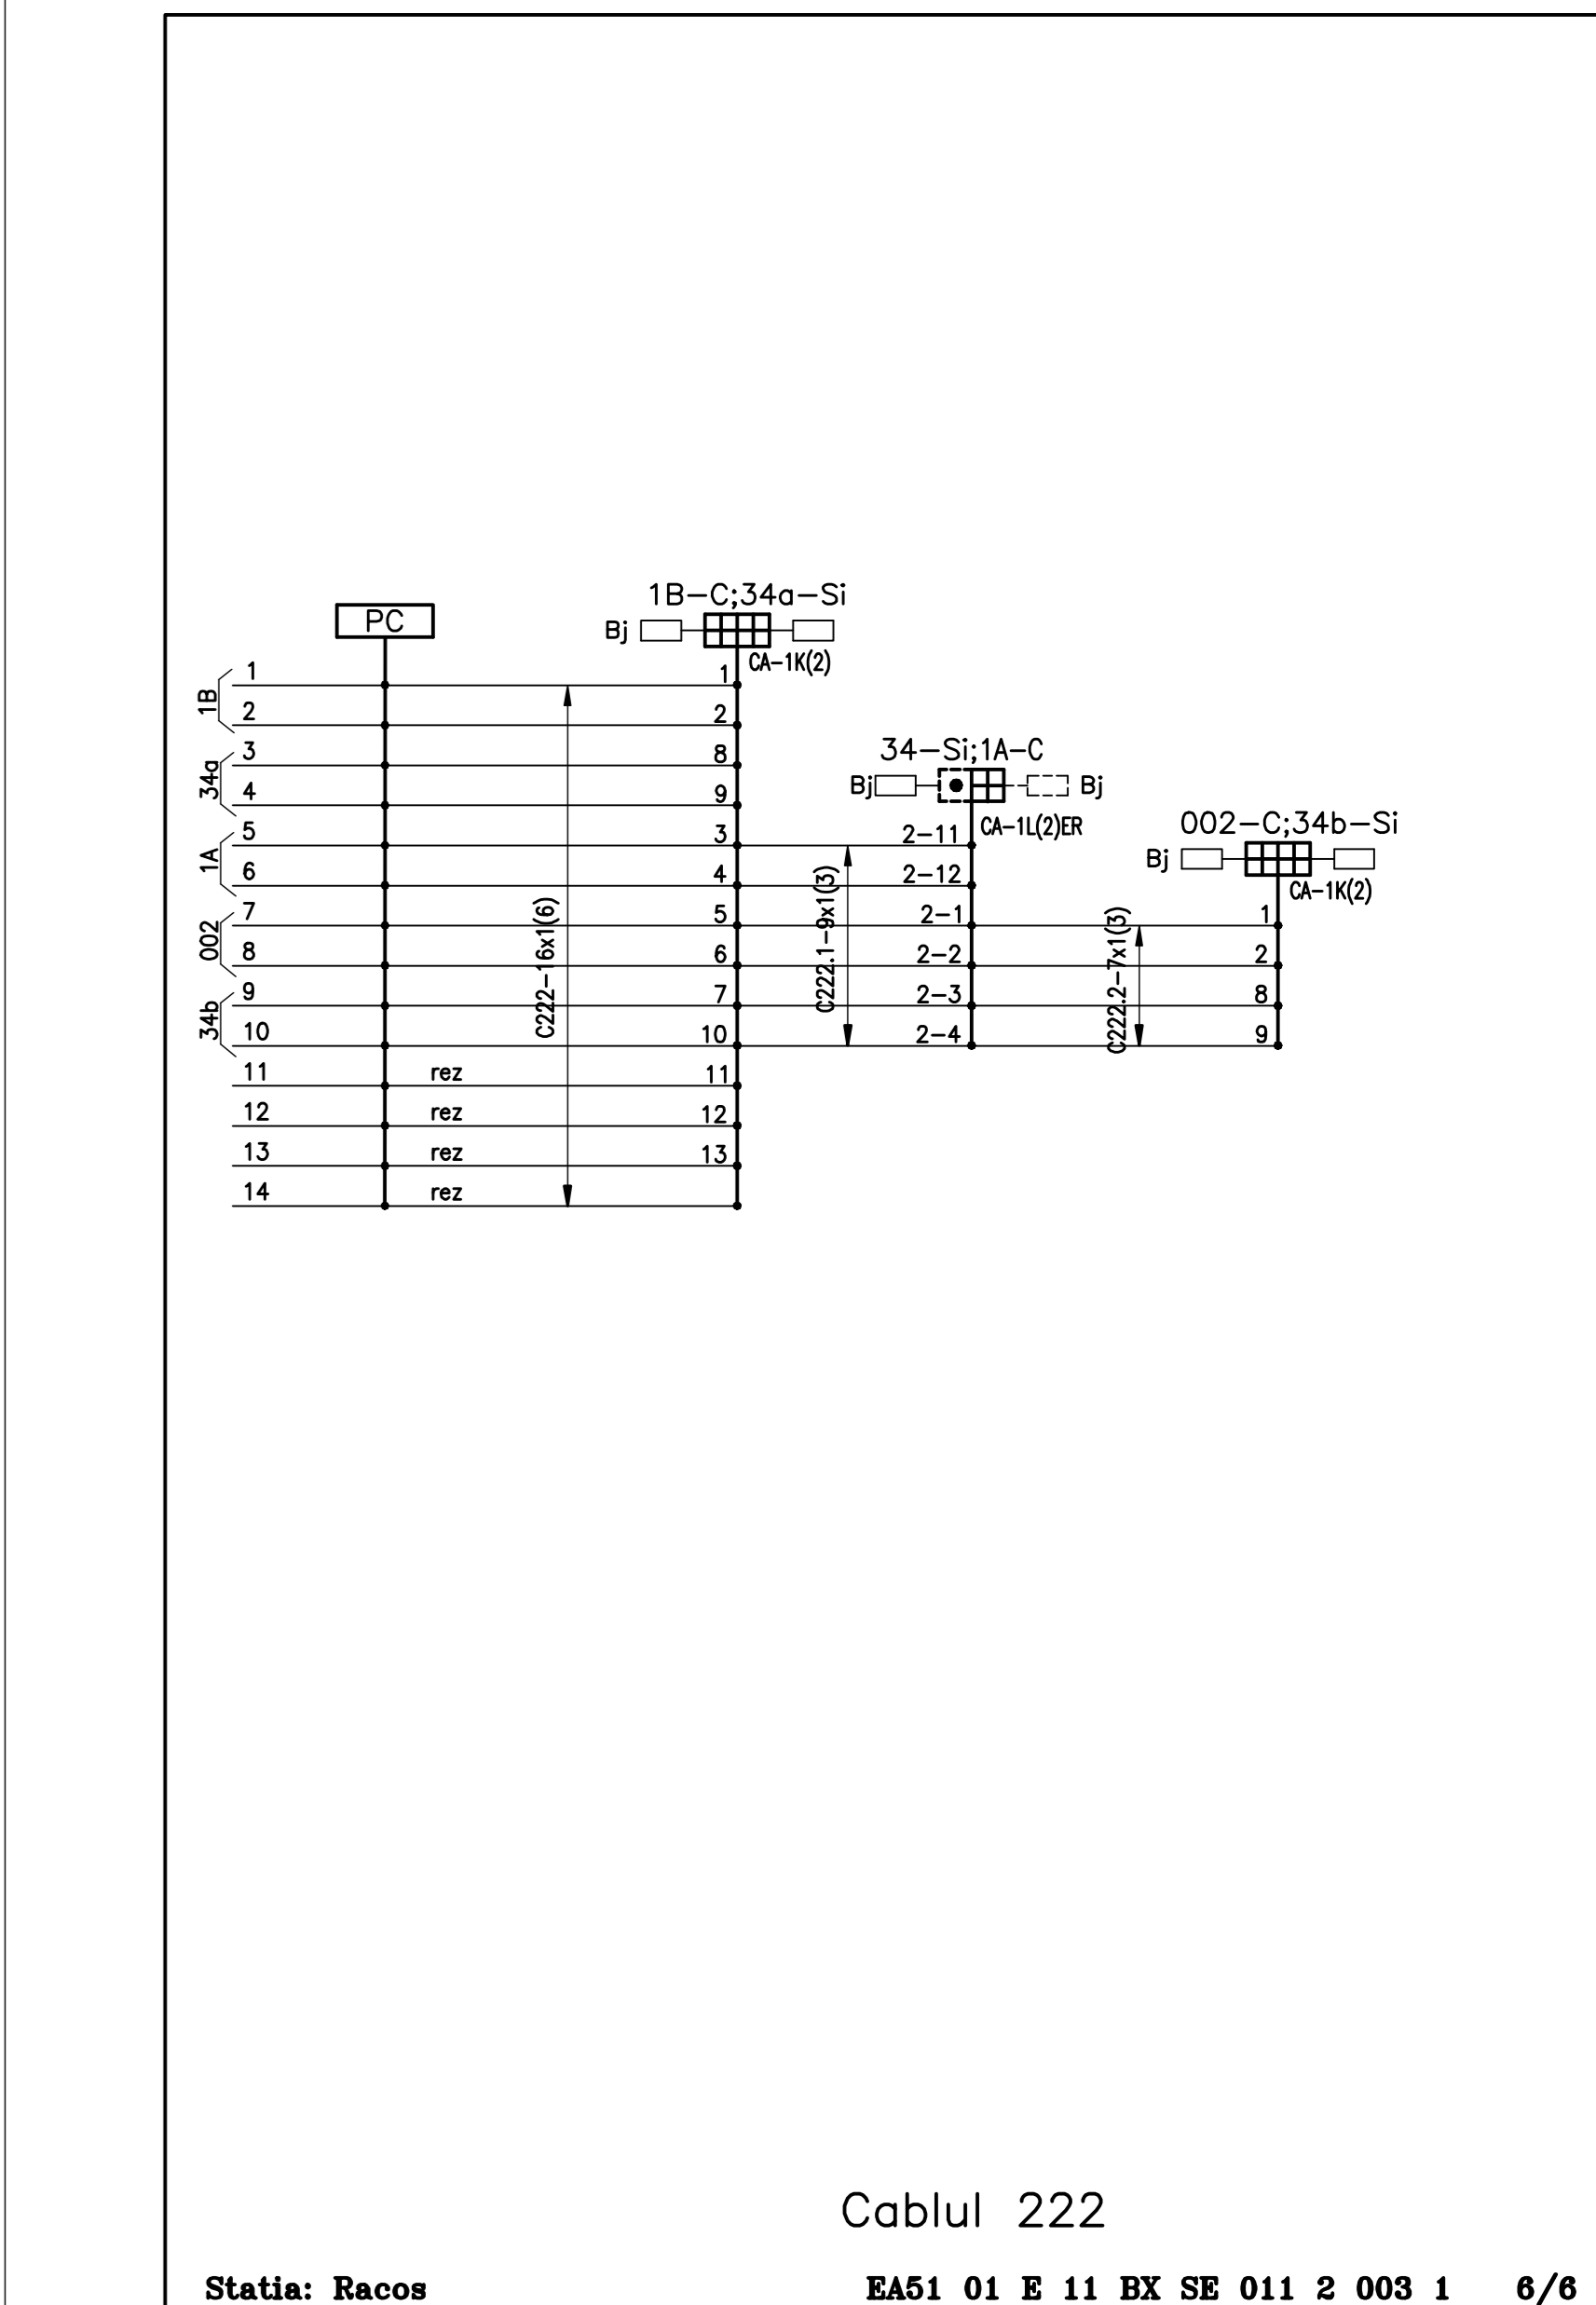 1B-C;34a-Si
PC
Bj
CA-1K(2)
1B
1
1
2
2
34-Si;1A-C
34a
3
8
Bj
Bj
4
9
CA-1L(2)ER
002-C;34b-Si
1A
5
3
2-11
Bj
6
4
2-12
CA-1K(2)
C222-16x1(6)
C222.1-9x1(3)
C222.2-7x1(3)
002
7
5
2-1
1
8
6
2-2
2
34b
9
7
2-3
8
10
10
2-4
9
11
rez
11
12
rez
12
13
rez
13
14
rez
Cablul 222
Statia: Racos
EA51 01 E 11 BX SE 011 2 003 1 6/6